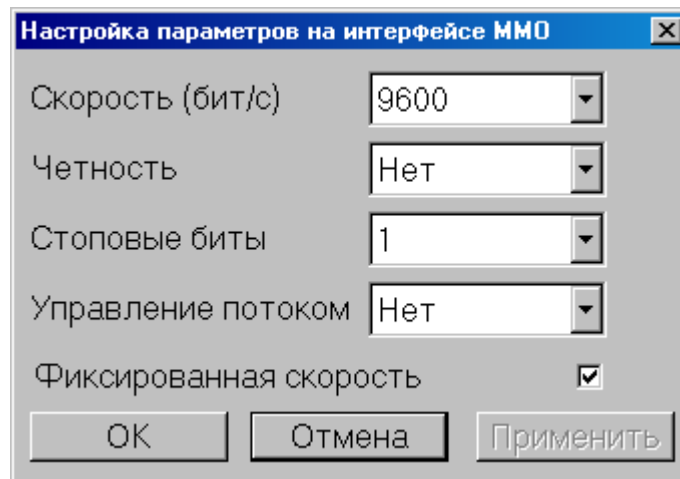 Настройка параметров на интерфейсе ММО
Скорость (бит/с) 9600
Четность Нет
Стоповые биты 1
Управление потоком Нет
Фиксированная скорость
ОК Отмена Применить